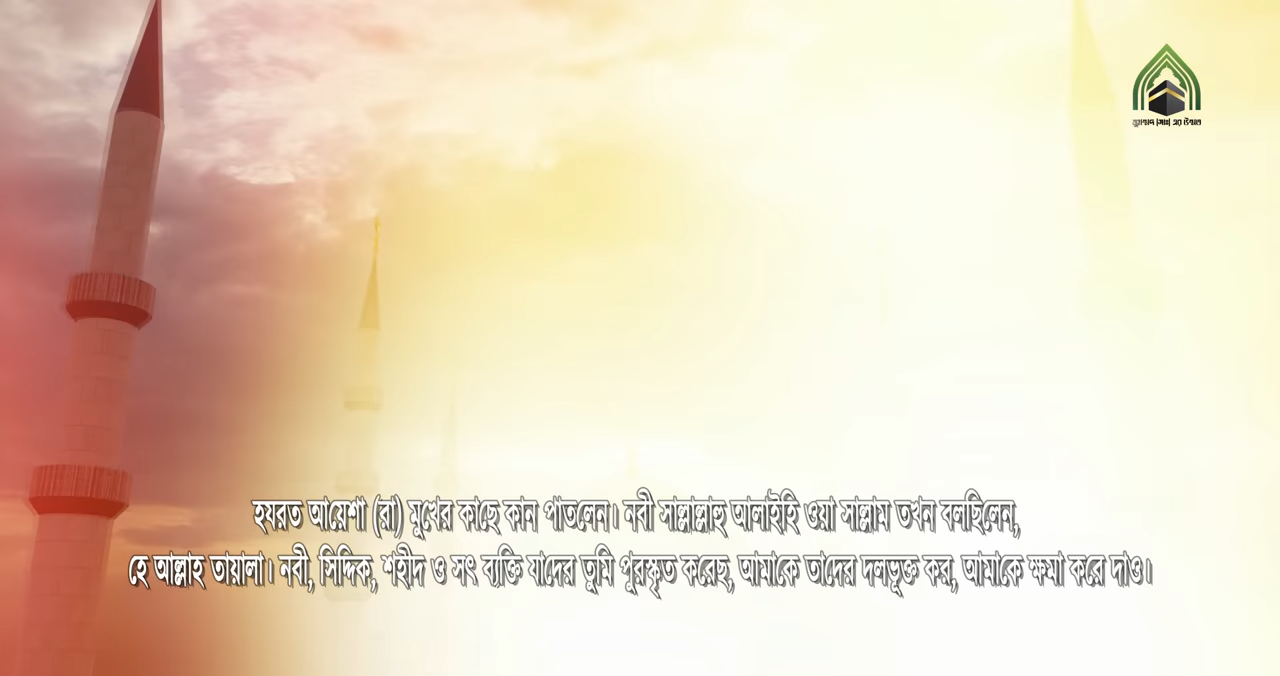 হযরত আয়েশা (রা) মুখের কাছে কান পাতলেন। নবী সাল্লাল্লাহু আলাইহি ওয়া সাল্লাম তখন বলছিলেন,
হে আল্লাহ তায়ালা। নবী, সিদ্দিক, শহীদ ও সৎ ব্যক্তি যাদের তুমি পুরস্কৃত করেছ, আমাকে তাদের দলভূক্ত কর, আমাকে ক্ষমা করে দাও।